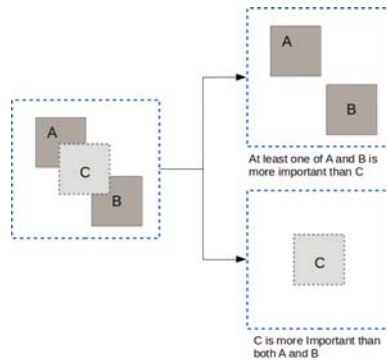 A
C
B
A
B
At least one of A and B is
more important than C
C
C is more Important than
both A and B